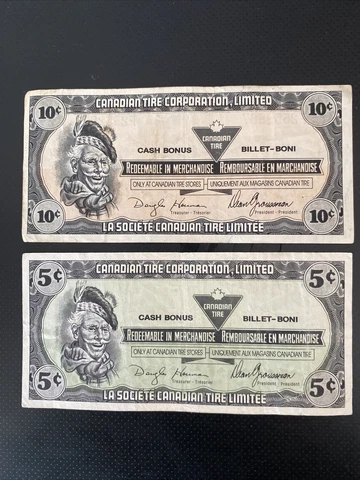 CANADIAN TIRE CORPORATION, LIMITED
10¢ 10¢
CANADIAN
TIRE
CASH BONUS BILLET-BONI
REDEEMABLE IN MERCHANDISE REMBOURSABLE EN MARCHANDISE
ONLY AT CANADIAN TIRE STORES UNIQUEMENT AUX MAGASINS CANADIAN TIRE
Treasurer - Trésorier President - Président
10¢ 10¢
LA SOCIÉTÉ CANADIAN TIRE LIMITÉE
CANADIAN TIRE CORPORATION, LIMITED
5¢ 5¢
CANADIAN
TIRE
CASH BONUS BILLET-BONI
REDEEMABLE IN MERCHANDISE REMBOURSABLE EN MARCHANDISE
ONLY AT CANADIAN TIRE STORES UNIQUEMENT AUX MAGASINS CANADIAN TIRE
Treasurer - Trésorier President - Président
5¢ 5¢
LA SOCIÉTÉ CANADIAN TIRE LIMITÉE